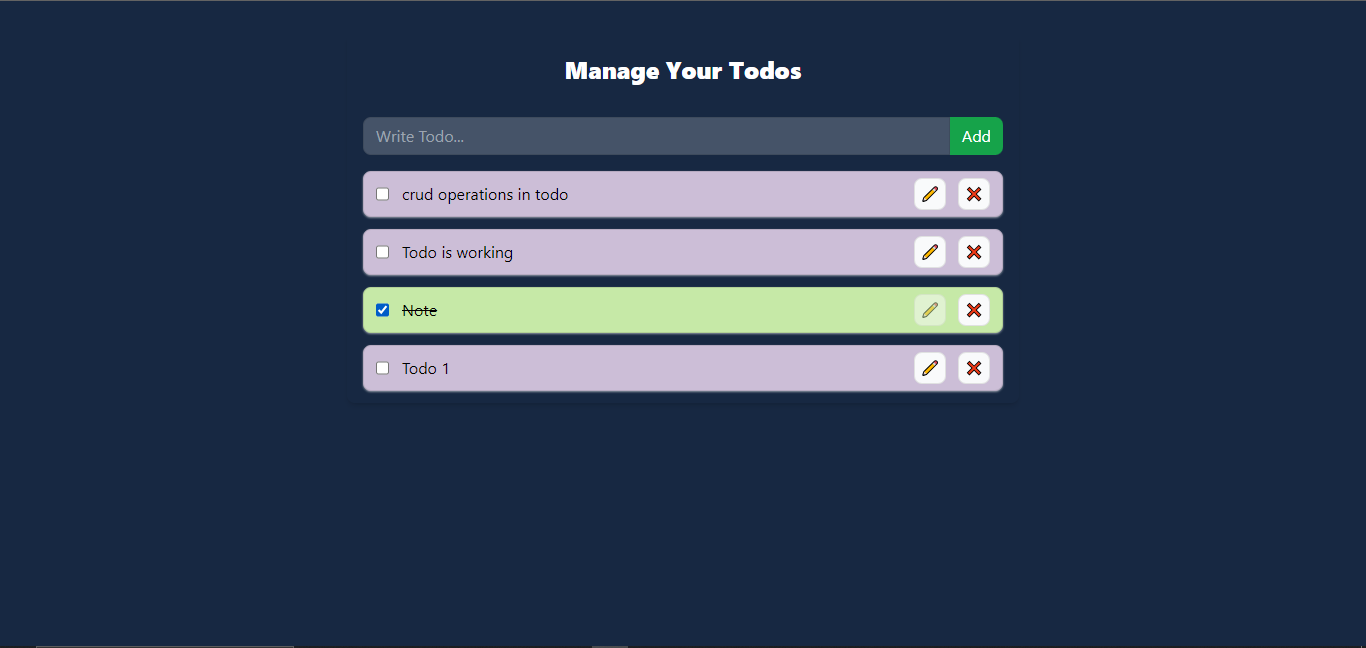 Manage Your Todos
Write Todo...
Add
crud operations in todo
Todo is working
Note
Todo 1